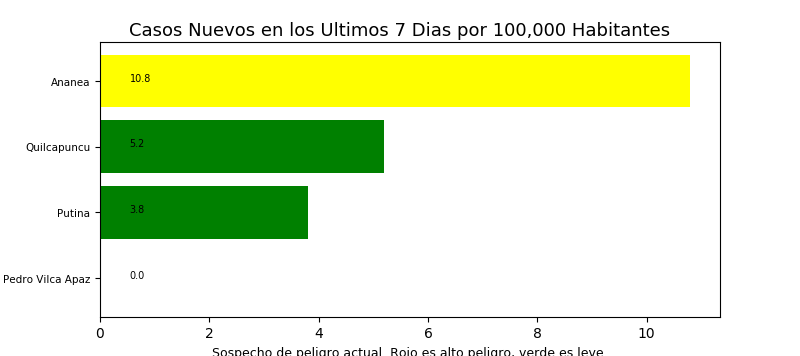 Casos Nuevos en los Ultimos 7 Dias por 100,000 Habitantes
Ananea
10.8
Quilcapuncu
5.2
Putina
3.8
Pedro Vilca Apaz
0.0
0 2 4 6 8 10
Sospecho de peligro actual. Rojo es alto peligro, verde es leve